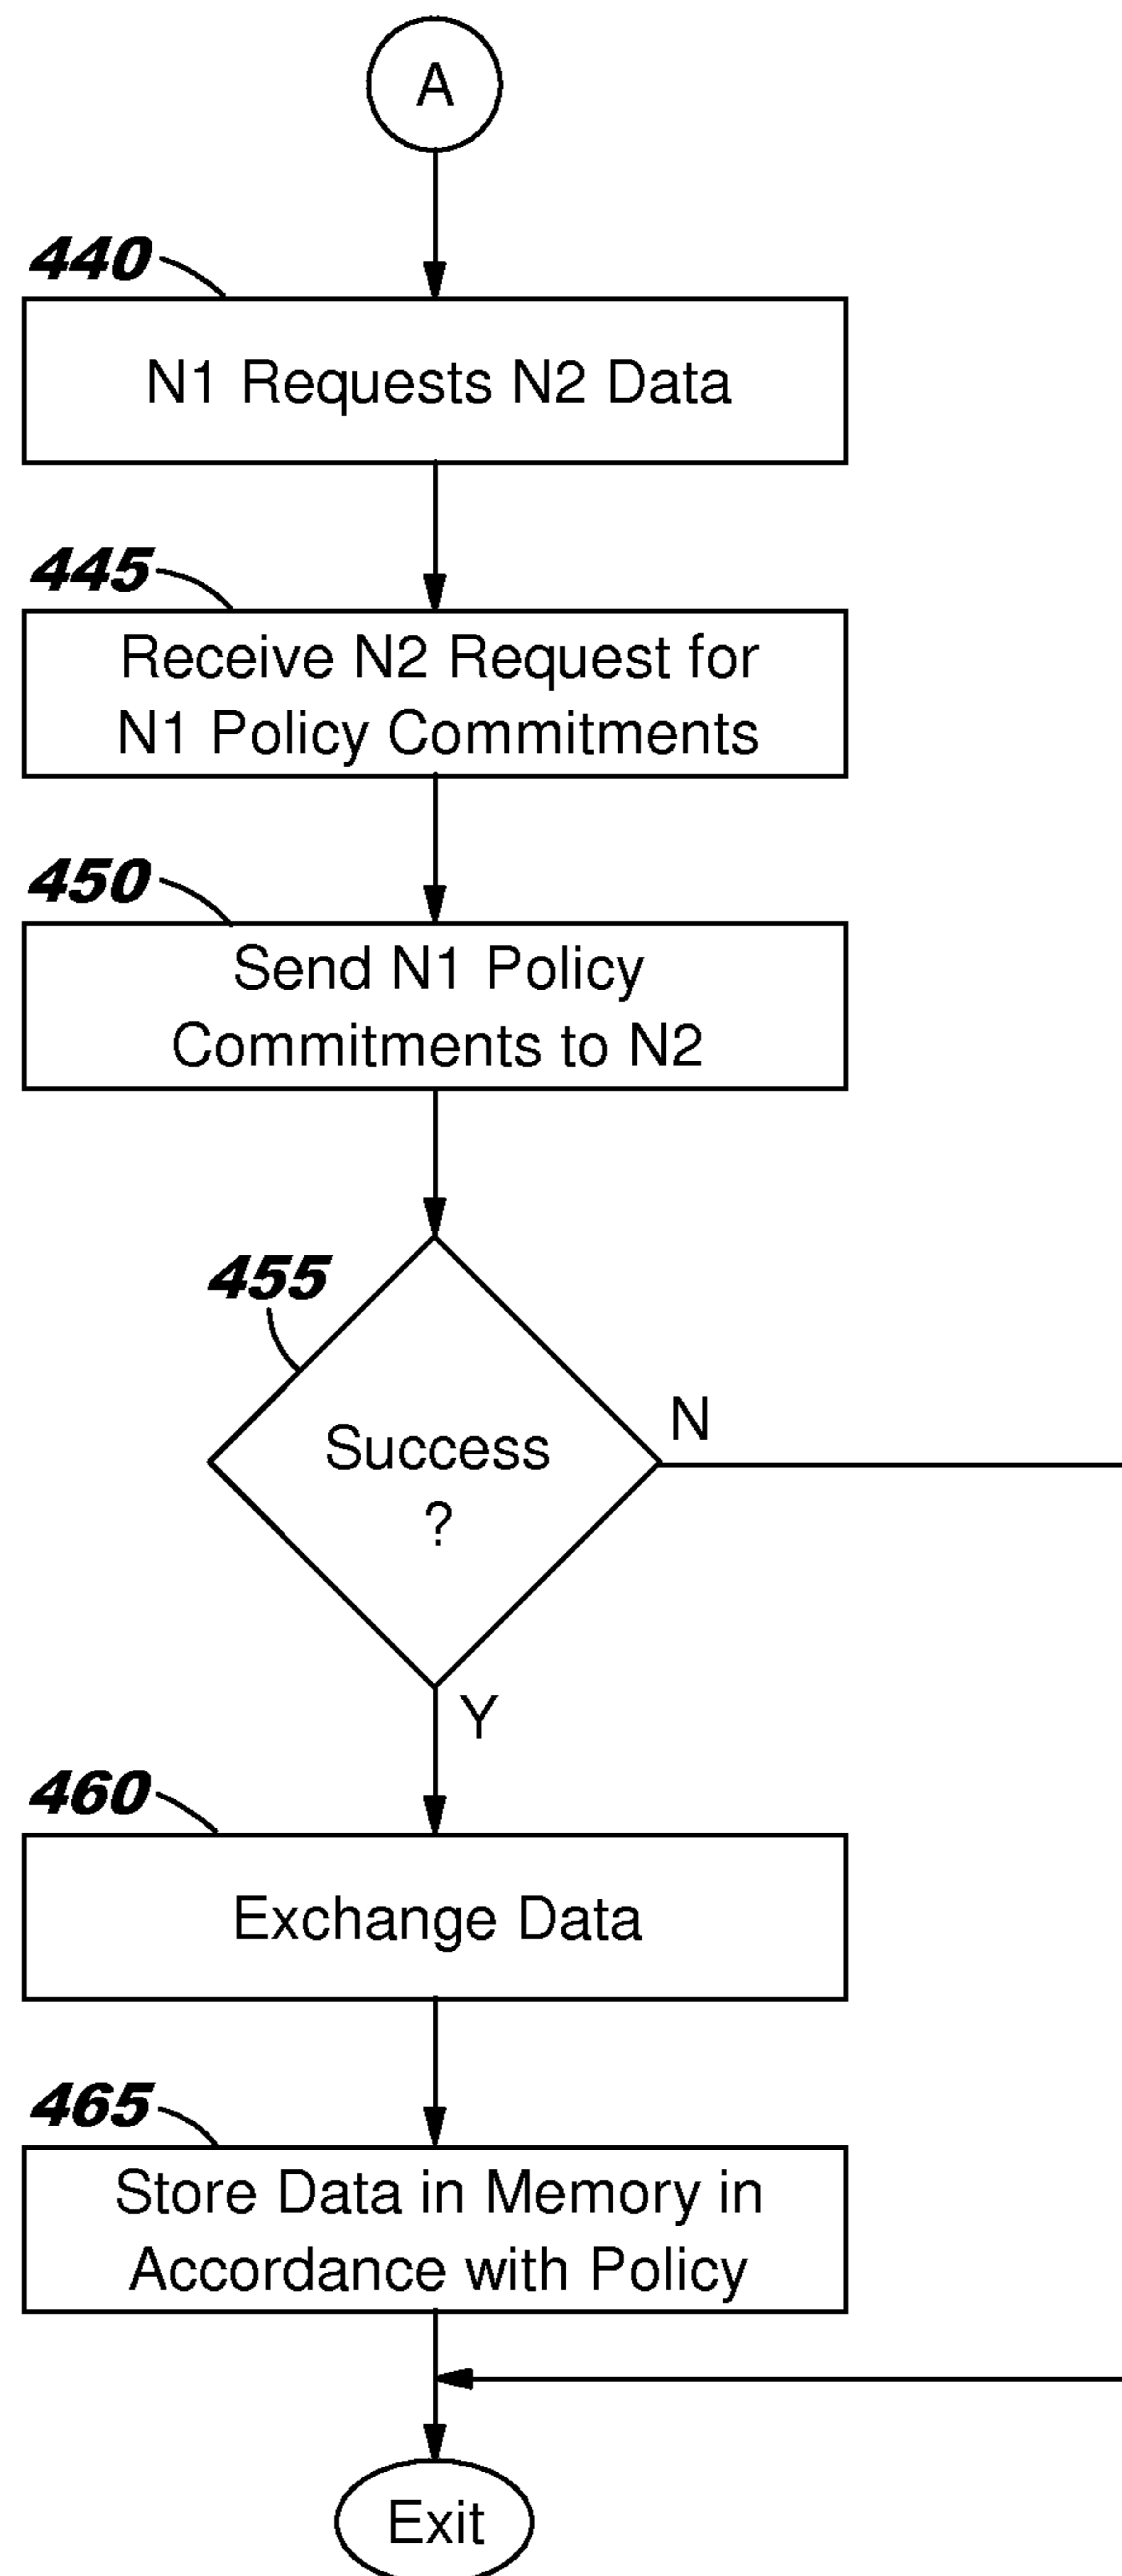 A
440
N1 Requests N2 Data
445
Receive N2 Request for
N1 Policy Commitments
450
Send N1 Policy
Commitments to N2
455
Success
?
N
Y
460
Exchange Data
465
Store Data in Memory in
Accordance with Policy
Exit